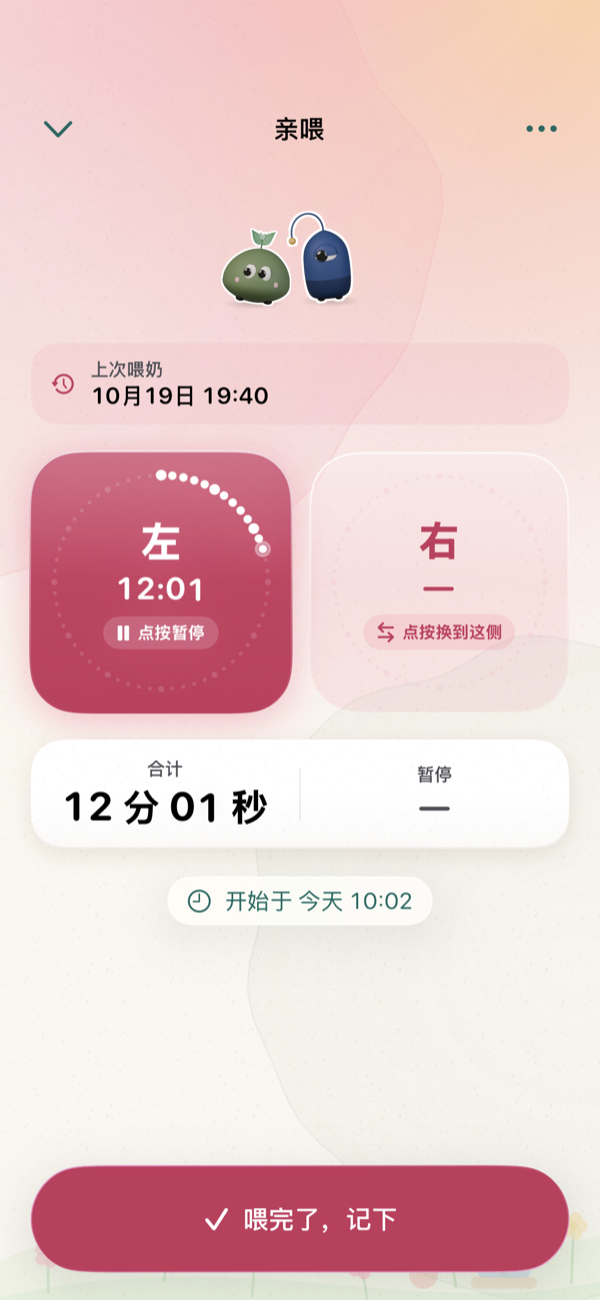 亲喂
上次喂奶
10月19日 19:40
左
12:01
点按暂停
右
—
点按换到这侧
合计
12 分 01 秒
暂停
—
开始于 今天 10:02
喂完了，记下